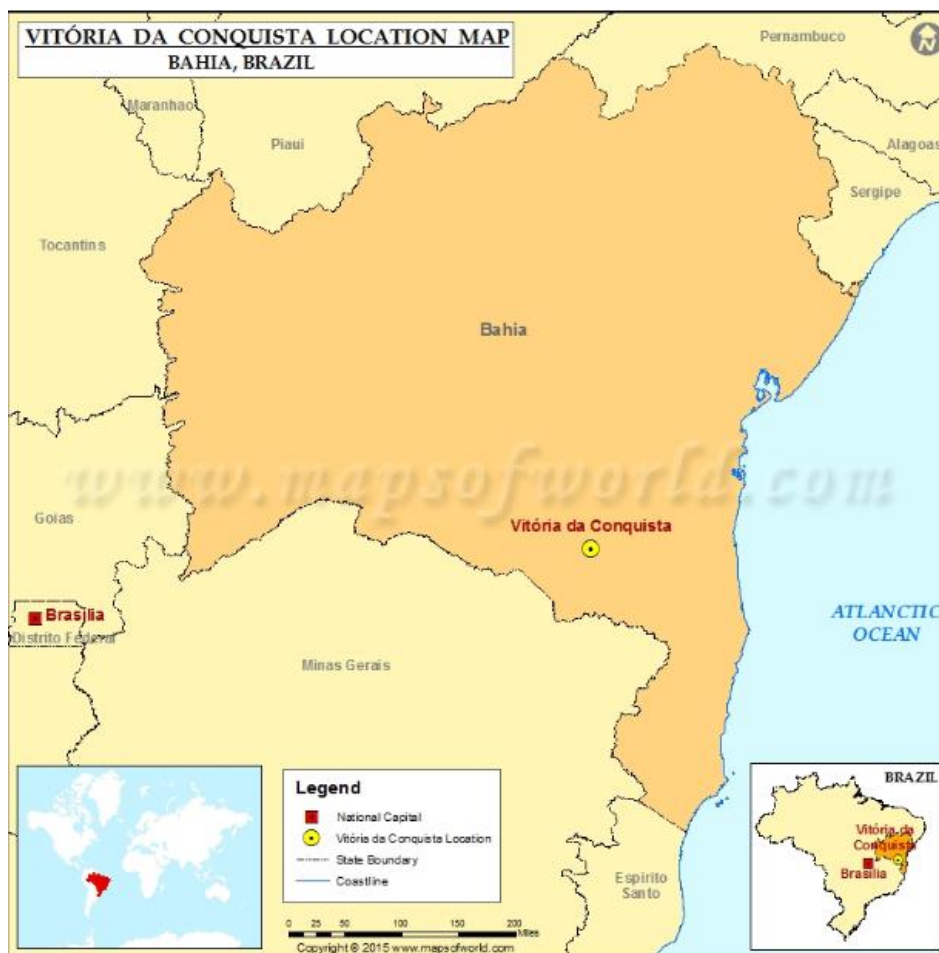 VITÓRIA DA CONQUISTA LOCATION MAP
BAHIA, BRAZIL
Pernambuco
N
Maranhao
Piaui
Alagoas
Sergipe
Tocantins
Bahia
www.mapsofworld.com
Goias
Vitória da Conquista
Brasília
Distrito Federal
ATLANCTIC
OCEAN
Minas Gerais
Legend
National Capital
Vitória da Conquista Location
State Boundary
Coastline
Espirito
Santo
BRAZIL
Vitória da
Conquista
Brasília
0 25 50 100 150 200
Miles
Copyright © 2015 www.mapsofworld.com